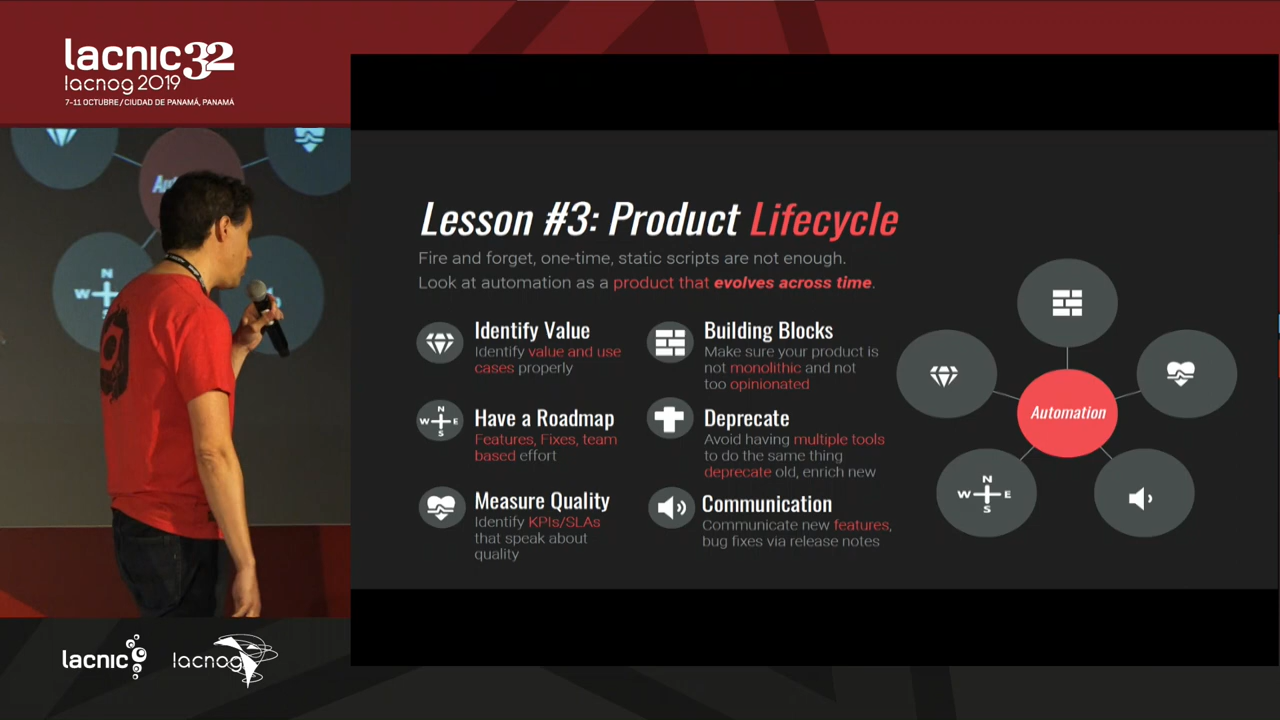 lacnic 32
lacnog 2019
7-11 OCTUBRE / CIUDAD DE PANAMÁ, PANAMÁ
Lesson #3: Product Lifecycle
Fire and forget, one-time, static scripts are not enough.
Look at automation as a product that evolves across time.
Identify Value
Identify value and use
cases properly
Building Blocks
Make sure your product is
not monolithic and not
too opinionated
N
W E
S
Have a Roadmap
Features, Fixes, team
based effort
Deprecate
Avoid having multiple tools
to do the same thing
deprecate old, enrich new
Measure Quality
Identify KPIs/SLAs
that speak about
quality
Communication
Communicate new features,
bug fixes via release notes
Automation
N
W E
S
Au
N
W
lacnic
lacnog